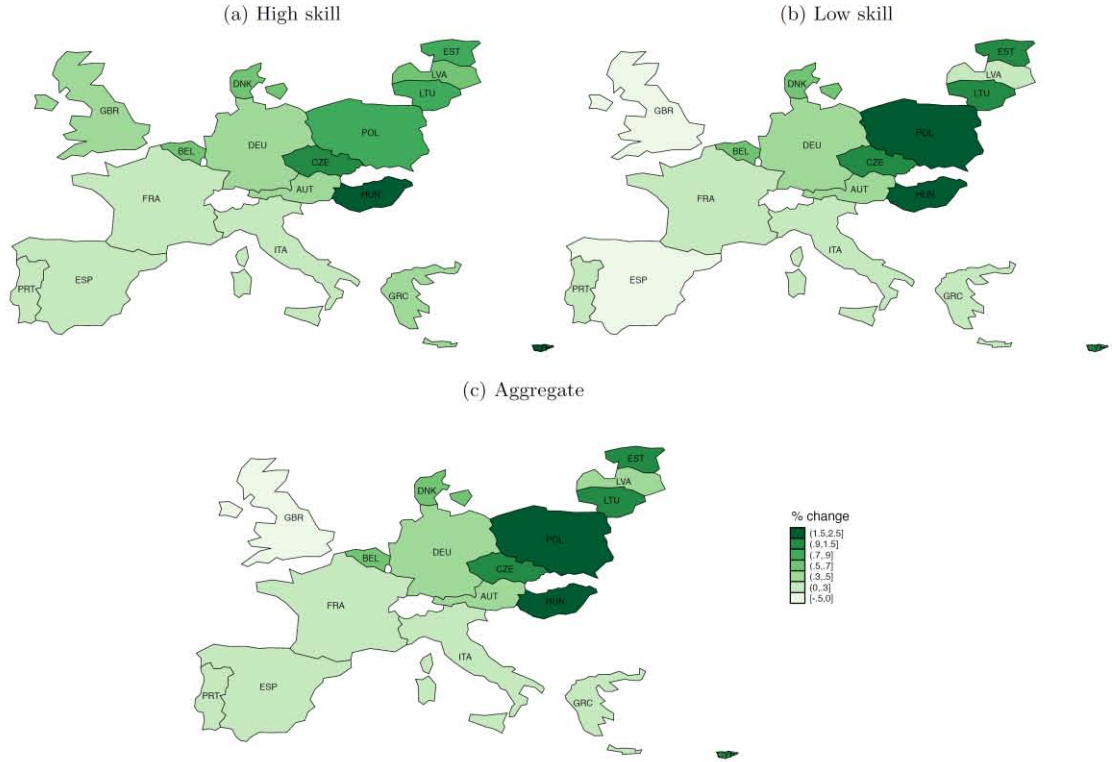 (a) High skill
(b) Low skill
EST
LVA
LTU
DNK
GBR
POL
DEU
BEL
CZE
AUT
HUN
FRA
ITA
ESP
PRT
GRC
EST
LVA
LTU
DNK
GBR
POL
DEU
BEL
CZE
AUT
HUN
FRA
ITA
ESP
PRT
GRC
(c) Aggregate
EST
LVA
LTU
DNK
GBR
POL
DEU
BEL
CZE
AUT
HUN
FRA
ITA
ESP
PRT
GRC
% change
(1.5,2.5]
(.9,1.5]
(.7,.9]
(.5,.7]
(.3,.5]
(0,.3]
[-.5,0]